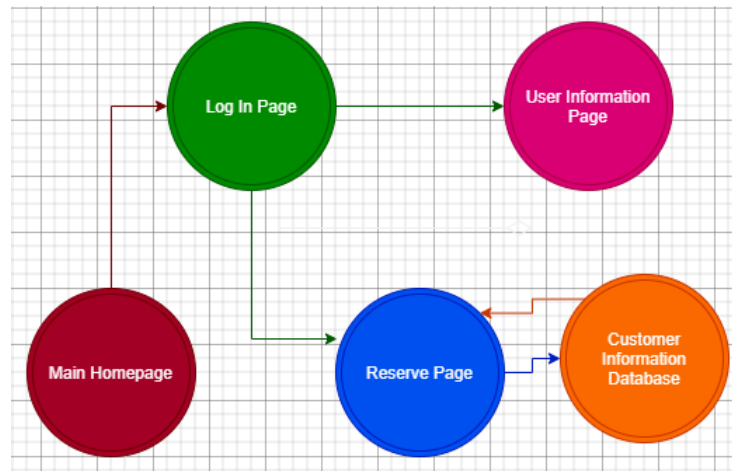 Log In Page
User Information
Page
Main Homepage
Reserve Page
Customer
Information
Database